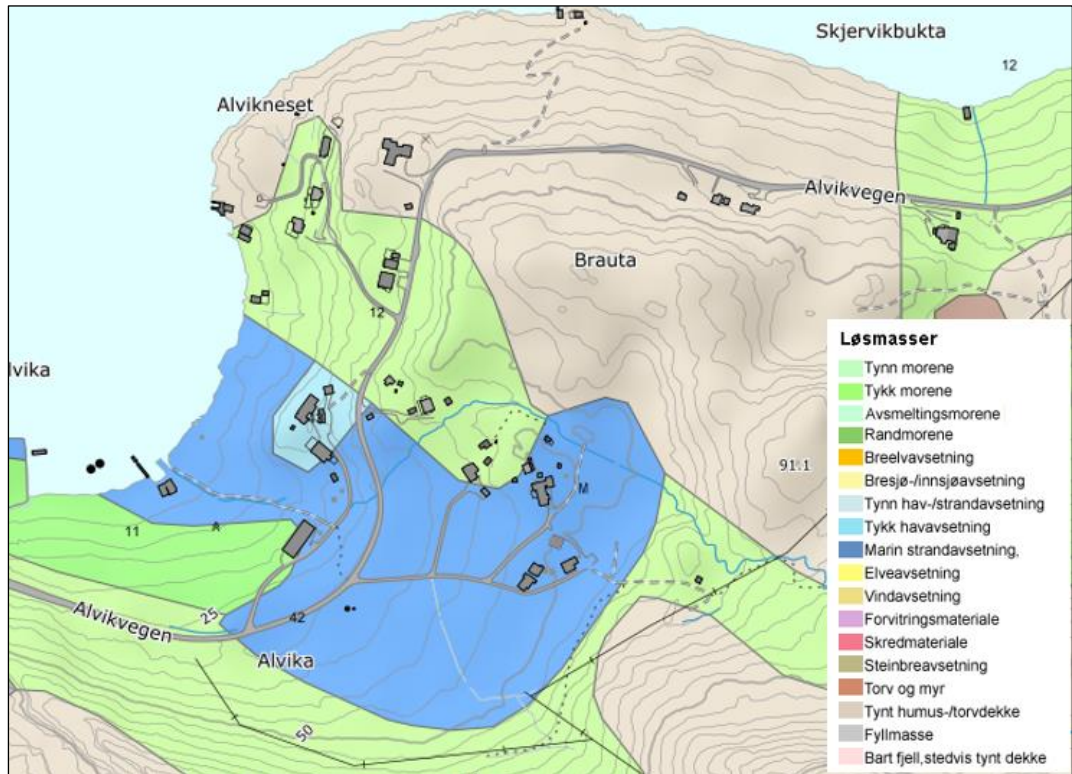 Skjervikbukta
12
Alvikneset
Alvikvegen
Brauta
12
lvika
91.1
M
11
A
25
42
Alvikvegen
Alvika
50
Løsmasser
Tynn morene
Tykk morene
Avsmeltingsmorene
Randmorene
Breelvavsetning
Bresjø-/innsjøavsetning
Tynn hav-/strandavsetning
Tykk havavsetning
Marin strandavsetning,
Elveavsetning
Vindavsetning
Forvitringsmateriale
Skredmateriale
Steinbreavsetning
Torv og myr
Tynt humus-/torvdekke
Fyllmasse
Bart fjell,stedvis tynt dekke